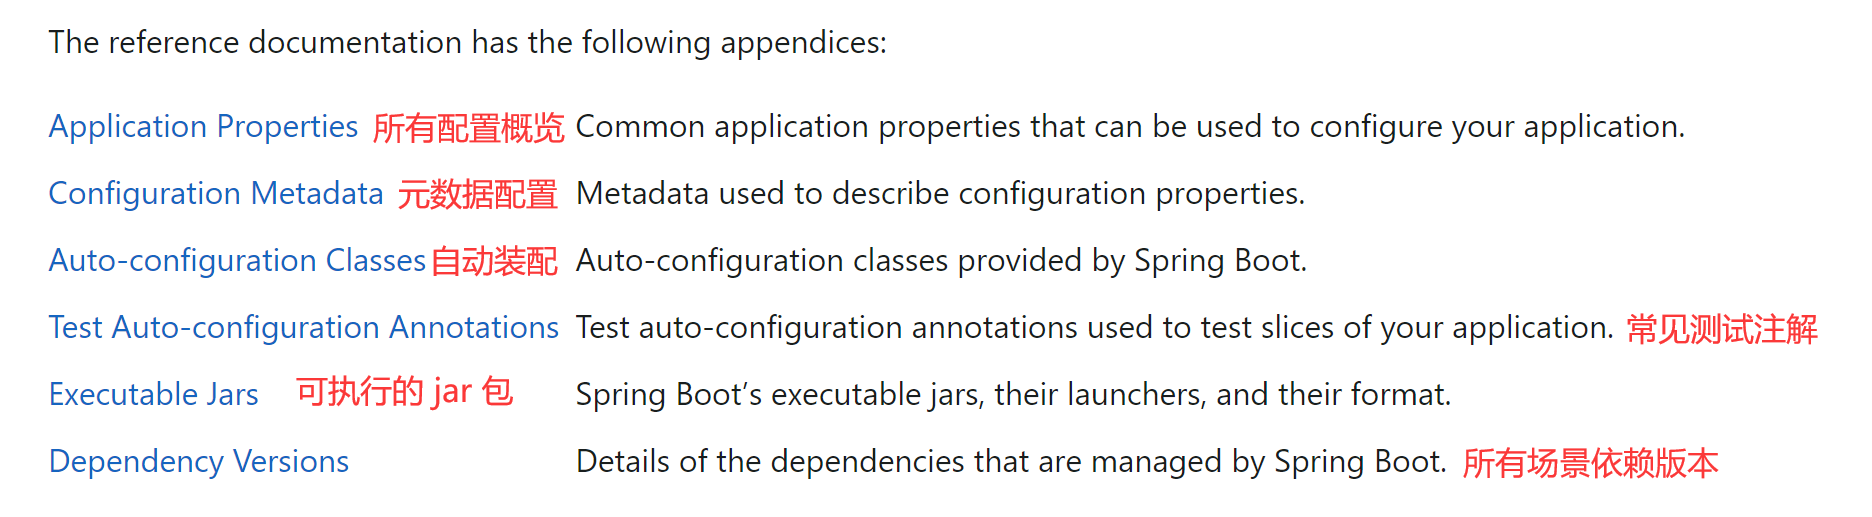 The reference documentation has the following appendices:
Application Properties 所有配置概览 Common application properties that can be used to configure your application.
Configuration Metadata 元数据配置 Metadata used to describe configuration properties.
Auto-configuration Classes 自动装配 Auto-configuration classes provided by Spring Boot.
Test Auto-configuration Annotations Test auto-configuration annotations used to test slices of your application. 常见测试注解
Executable Jars 可执行的 jar 包 Spring Boot’s executable jars, their launchers, and their format.
Dependency Versions Details of the dependencies that are managed by Spring Boot. 所有场景依赖版本